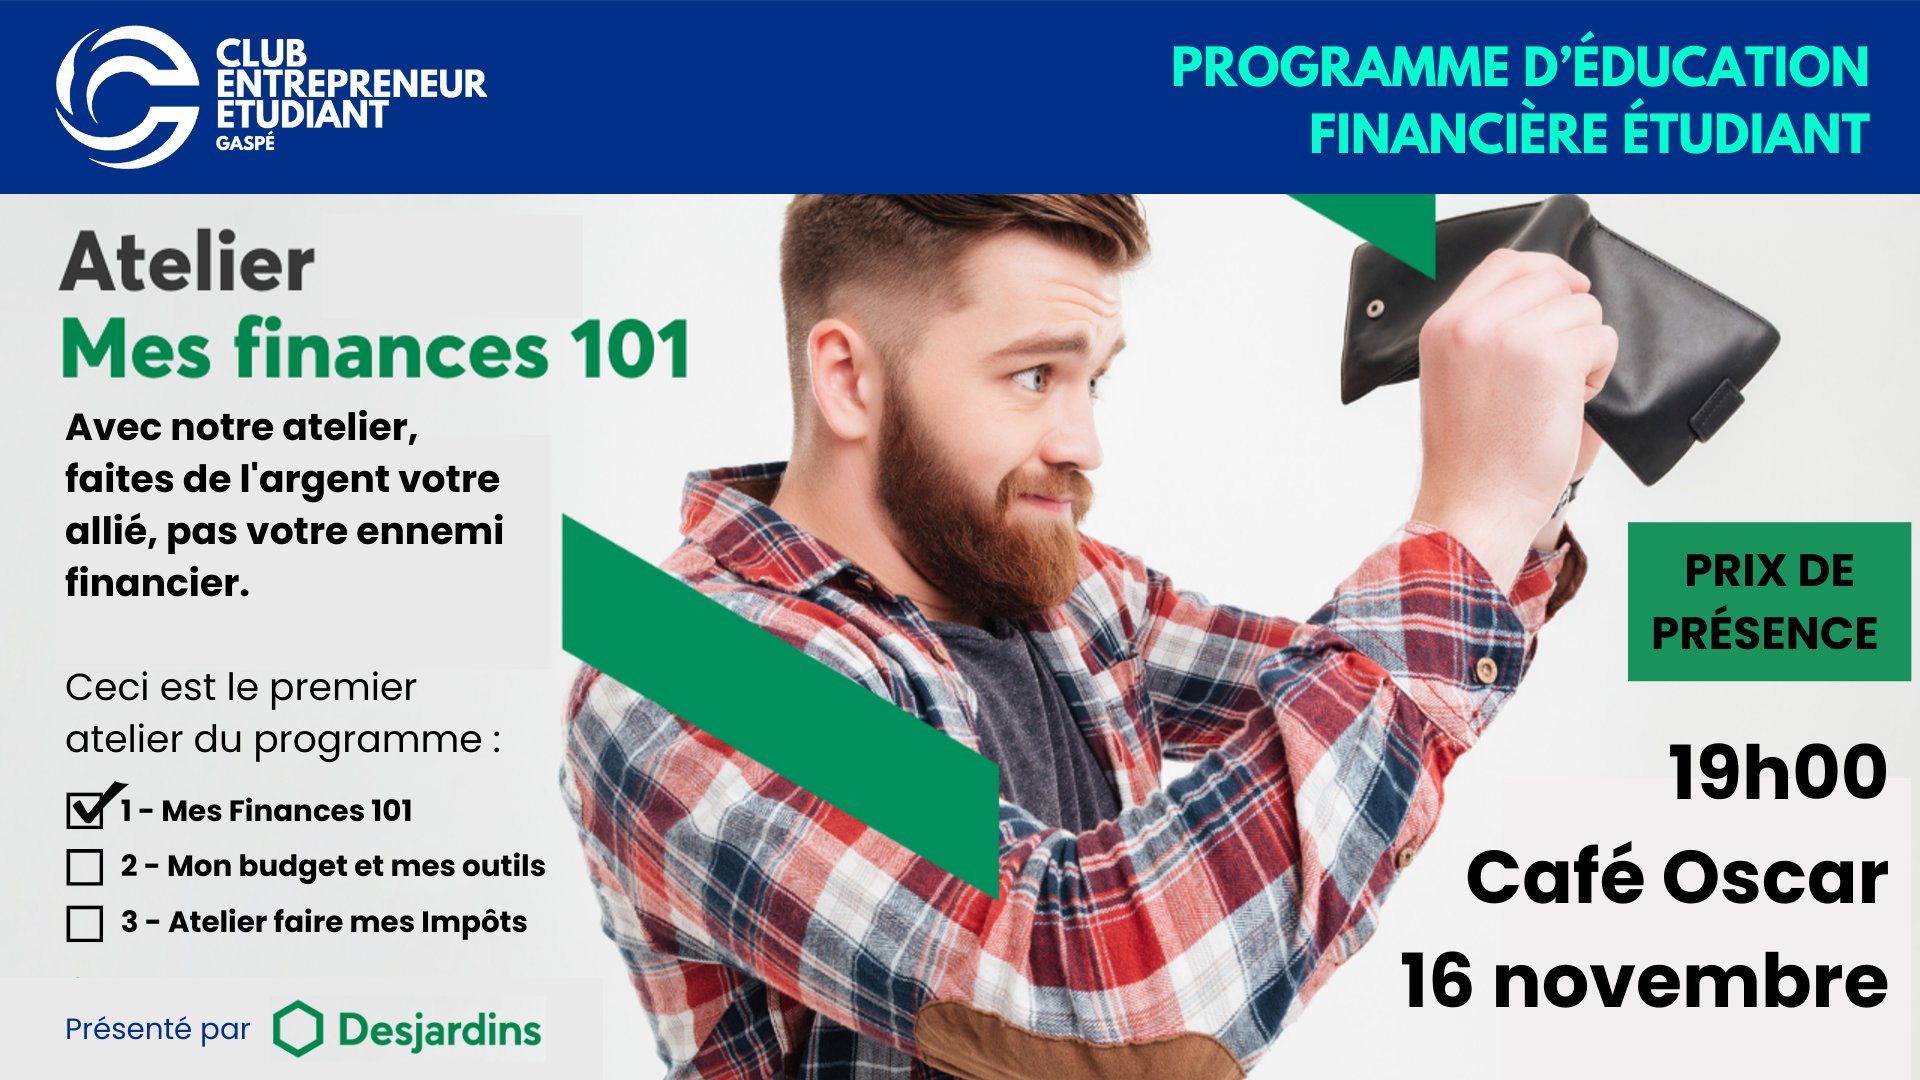 CLUB
ENTREPRENEUR
ETUDIANT
GASPÉ
PROGRAMME D’ÉDUCATION
FINANCIÈRE ÉTUDIANT
Atelier
Mes finances 101
Avec notre atelier,
faites de l'argent votre
allié, pas votre ennemi
financier.
Ceci est le premier
atelier du programme :
1 - Mes Finances 101
2 - Mon budget et mes outils
3 - Atelier faire mes Impôts
Présenté par
Desjardins
PRIX DE
PRÉSENCE
19h00
Café Oscar
16 novembre